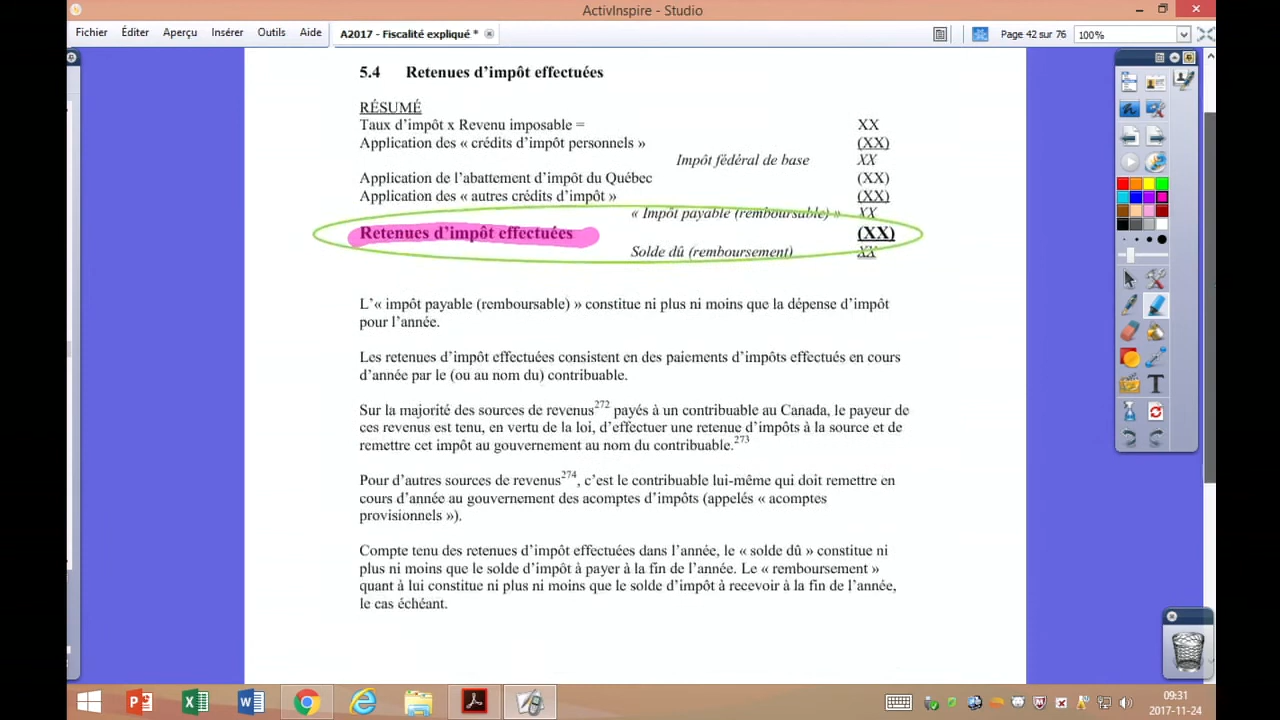 ActivInspire - Studio
Fichier Éditer Aperçu Insérer Outils Aide A2017 - Fiscalité expliqué * Page 42 sur 76 100%
5.4 Retenues d’impôt effectuées
RÉSUMÉ
Taux d’impôt x Revenu imposable = XX
Application des « crédits d’impôt personnels » (XX)
Impôt fédéral de base XX
Application de l’abattement d’impôt du Québec (XX)
Application des « autres crédits d’impôt » (XX)
« Impôt payable (remboursable) » XX
Retenues d’impôt effectuées (XX)
Solde dû (remboursement) XX
L’« impôt payable (remboursable) » constitue ni plus ni moins que la dépense d’impôt
pour l’année.
Les retenues d’impôt effectuées consistent en des paiements d’impôts effectués en cours
d’année par le (ou au nom du) contribuable.
Sur la majorité des sources de revenus272 payés à un contribuable au Canada, le payeur de
ces revenus est tenu, en vertu de la loi, d’effectuer une retenue d’impôts à la source et de
remettre cet impôt au gouvernement au nom du contribuable.273
Pour d’autres sources de revenus274, c’est le contribuable lui-même qui doit remettre en
cours d’année au gouvernement des acomptes d’impôts (appelés « acomptes
provisionnels »).
Compte tenu des retenues d’impôt effectuées dans l’année, le « solde dû » constitue ni
plus ni moins que le solde d’impôt à payer à la fin de l’année. Le « remboursement »
quant à lui constitue ni plus ni moins que le solde d’impôt à recevoir à la fin de l’année,
le cas échéant.
09:31
2017-11-24